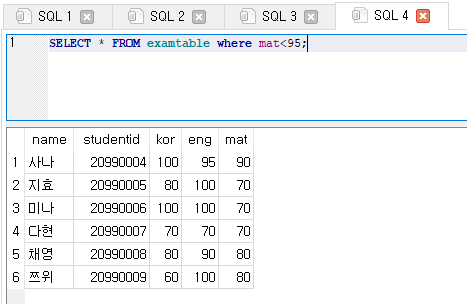 SQL 1 SQL 2 SQL 3 SQL 4
1 SELECT * FROM examtable where mat<95;
name studentid kor eng mat
1 사나 20990004 100 95 90
2 지효 20990005 80 100 70
3 미나 20990006 100 100 70
4 다현 20990007 70 70 70
5 채영 20990008 80 90 80
6 쯔위 20990009 60 100 80